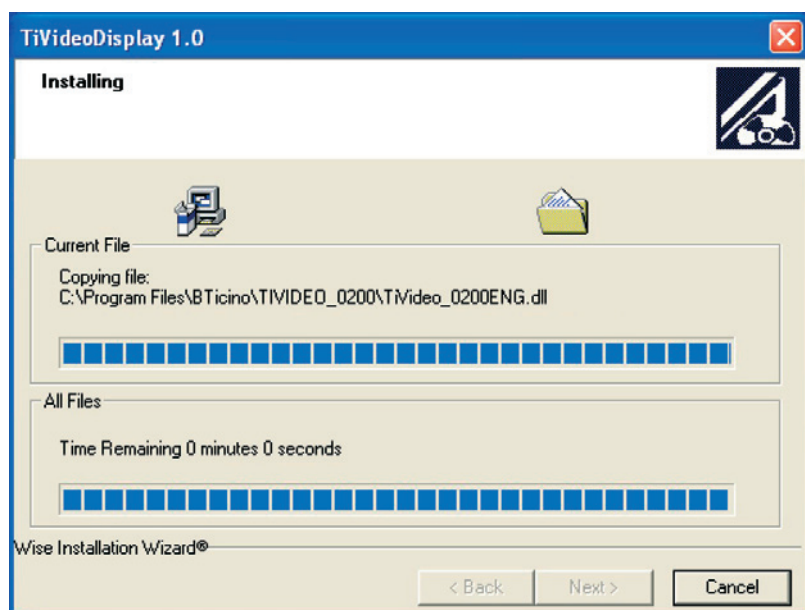 TiVideoDisplay 1.0
Installing
Current File
Copying file:
C:\Program Files\BTicino\TIVIDEO_0200\TiVideo_0200ENG.dll
All Files
Time Remaining 0 minutes 0 seconds
Wise Installation Wizard®
< Back
Next >
Cancel